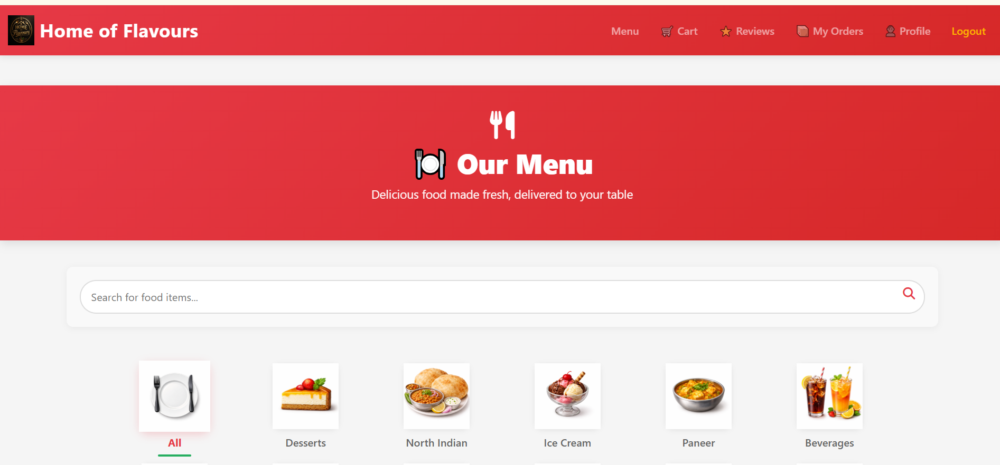 HOME
Flavours
Home of Flavours
Menu
Cart
Reviews
My Orders
Profile
Logout
Our Menu
Delicious food made fresh, delivered to your table
Search for food items...
All
Desserts
North Indian
Ice Cream
Paneer
Beverages